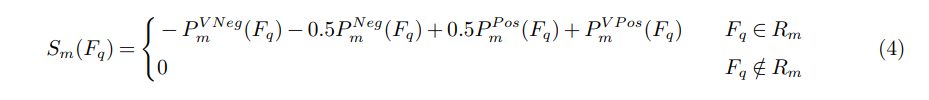 S_m(F_q) = { − P_m^{VNeg}(F_q) − 0.5P_m^{Neg}(F_q) + 0.5P_m^{Pos}(F_q) + P_m^{VPos}(F_q) F_q ∈ R_m
0 F_q ∉ R_m (4)